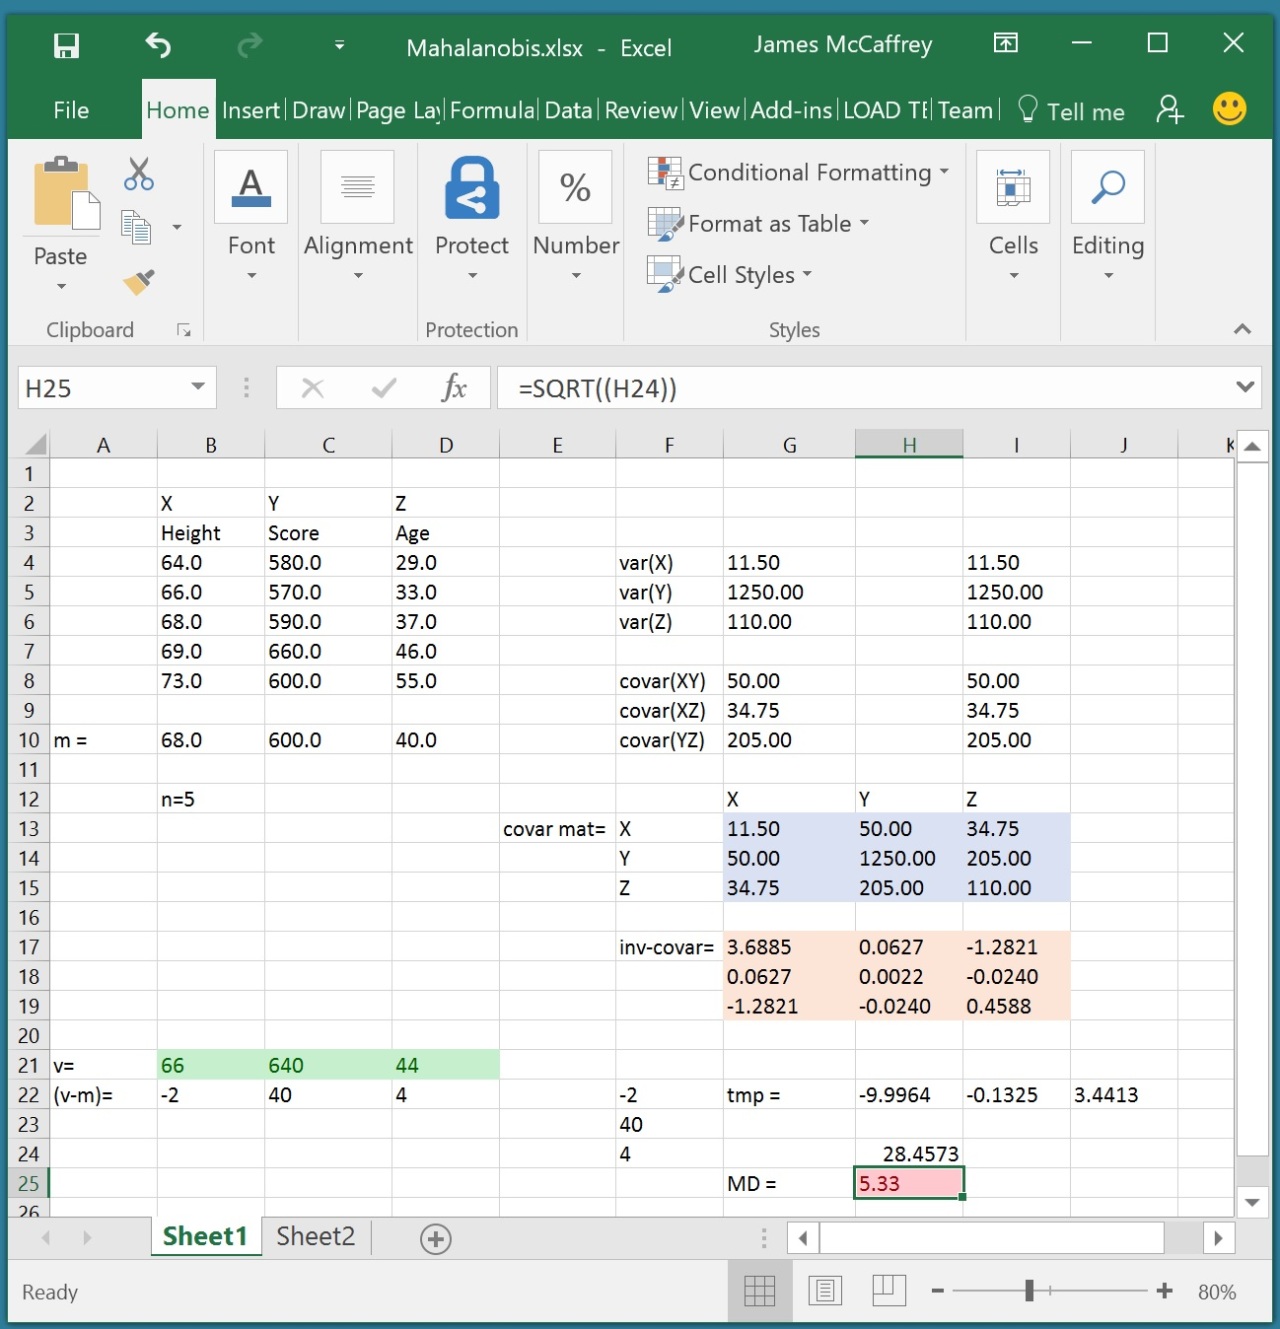 Mahalanobis.xlsx - Excel James McCaffrey
File Home Insert Draw Page Lay Formula Data Review View Add-ins LOAD TE Team Tell me
Paste
Clipboard
Font
Alignment
Protect
Protection
%
Number
Conditional Formatting
Format as Table
Cell Styles
Styles
Cells
Editing
H25 fx =SQRT((H24))
A B C D E F G H I J K
1
2 X Y Z
3 Height Score Age
4 64.0 580.0 29.0 var(X) 11.50 11.50
5 66.0 570.0 33.0 var(Y) 1250.00 1250.00
6 68.0 590.0 37.0 var(Z) 110.00 110.00
7 69.0 660.0 46.0
8 73.0 600.0 55.0 covar(XY) 50.00 50.00
9 covar(XZ) 34.75 34.75
10 m = 68.0 600.0 40.0 covar(YZ) 205.00 205.00
11
12 n=5 X Y Z
13 covar mat= X 11.50 50.00 34.75
14 Y 50.00 1250.00 205.00
15 Z 34.75 205.00 110.00
16
17 inv-covar= 3.6885 0.0627 -1.2821
18 0.0627 0.0022 -0.0240
19 -1.2821 -0.0240 0.4588
20
21 v= 66 640 44
22 (v-m)= -2 40 4 -2 tmp = -9.9964 -0.1325 3.4413
23 40
24 4 28.4573
25 MD = 5.33
26
Sheet1 Sheet2
Ready 80%